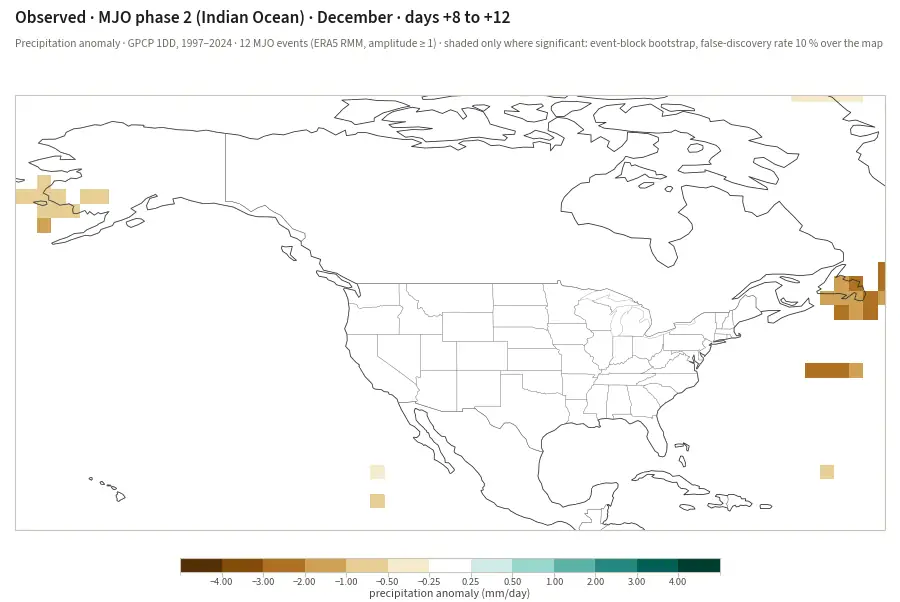 Observed · MJO phase 2 (Indian Ocean) · December · days +8 to +12
Precipitation anomaly · GPCP 1DD, 1997–2024 · 12 MJO events (ERA5 RMM, amplitude ≥ 1) · shaded only where significant: event-block bootstrap, false-discovery rate 10 % over the map
−4.00 −3.00 −2.00 −1.00 −0.50 −0.25 0.25 0.50 1.00 2.00 3.00 4.00
precipitation anomaly (mm/day)